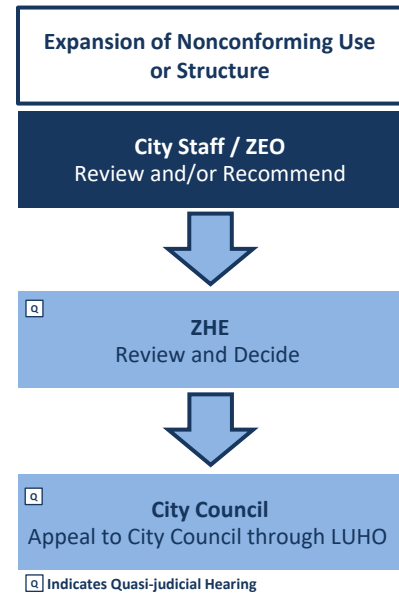 Expansion of Nonconforming Use
or Structure
City Staff / ZEO
Review and/or Recommend
Q
ZHE
Review and Decide
Q
City Council
Appeal to City Council through LUHO
Q Indicates Quasi-judicial Hearing